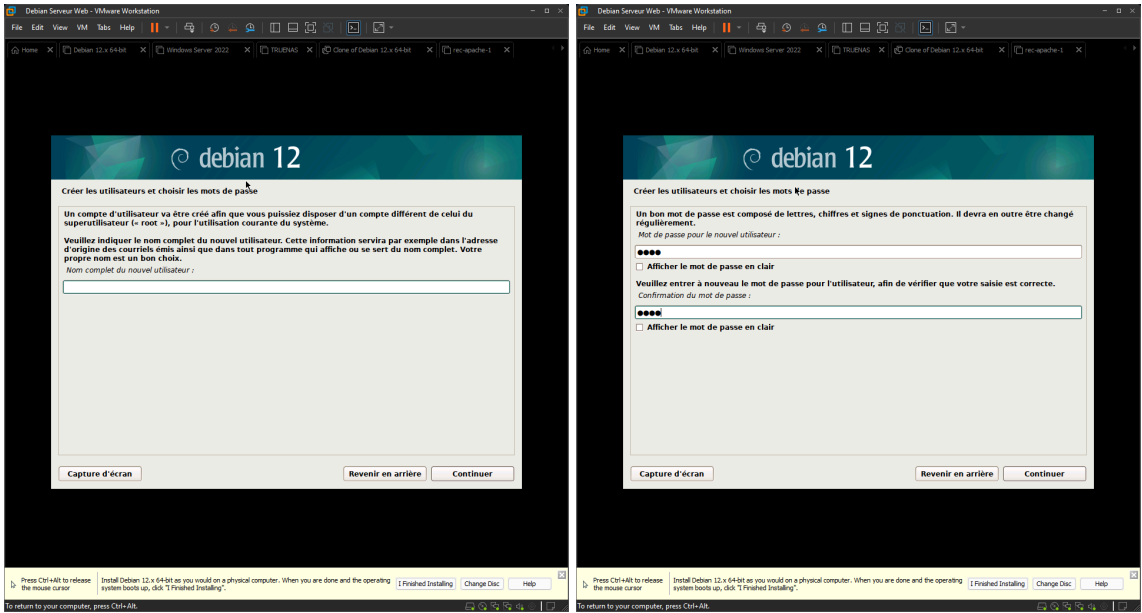 Debian Serveur Web - VMware Workstation
File Edit View VM Tabs Help
Home Debian 12.x 64-bit Windows Server 2022 TRUENAS Clone of Debian 12.x 64-bit rec-apache-1
debian 12
Créer les utilisateurs et choisir les mots de passe
Un compte d'utilisateur va être créé afin que vous puissiez disposer d'un compte différent de celui du
superutilisateur (« root »), pour l'utilisation courante du système.
Veuillez indiquer le nom complet du nouvel utilisateur. Cette information servira par exemple dans l'adresse
d'origine des courriels émis ainsi que dans tout programme qui affiche ou se sert du nom complet. Votre
propre nom est un bon choix.
Nom complet du nouvel utilisateur :
Capture d'écran Revenir en arrière Continuer
Press Ctrl+Alt to release
the mouse cursor
Install Debian 12.x 64-bit as you would on a physical computer. When you are done and the operating
system boots up, click "I Finished Installing".
I Finished Installing Change Disc Help
To return to your computer, press Ctrl+Alt.
Debian Serveur Web - VMware Workstation
File Edit View VM Tabs Help
Home Debian 12.x 64-bit Windows Server 2022 TRUENAS Clone of Debian 12.x 64-bit rec-apache-1
debian 12
Créer les utilisateurs et choisir les mots de passe
Un bon mot de passe est composé de lettres, chiffres et signes de ponctuation. Il devra en outre être changé
régulièrement.
Mot de passe pour le nouvel utilisateur :
●●●●
Afficher le mot de passe en clair
Veuillez entrer à nouveau le mot de passe pour l'utilisateur, afin de vérifier que votre saisie est correcte.
Confirmation du mot de passe :
●●●●
Afficher le mot de passe en clair
Capture d'écran Revenir en arrière Continuer
Press Ctrl+Alt to release
the mouse cursor
Install Debian 12.x 64-bit as you would on a physical computer. When you are done and the operating
system boots up, click "I Finished Installing".
I Finished Installing Change Disc Help
To return to your computer, press Ctrl+Alt.